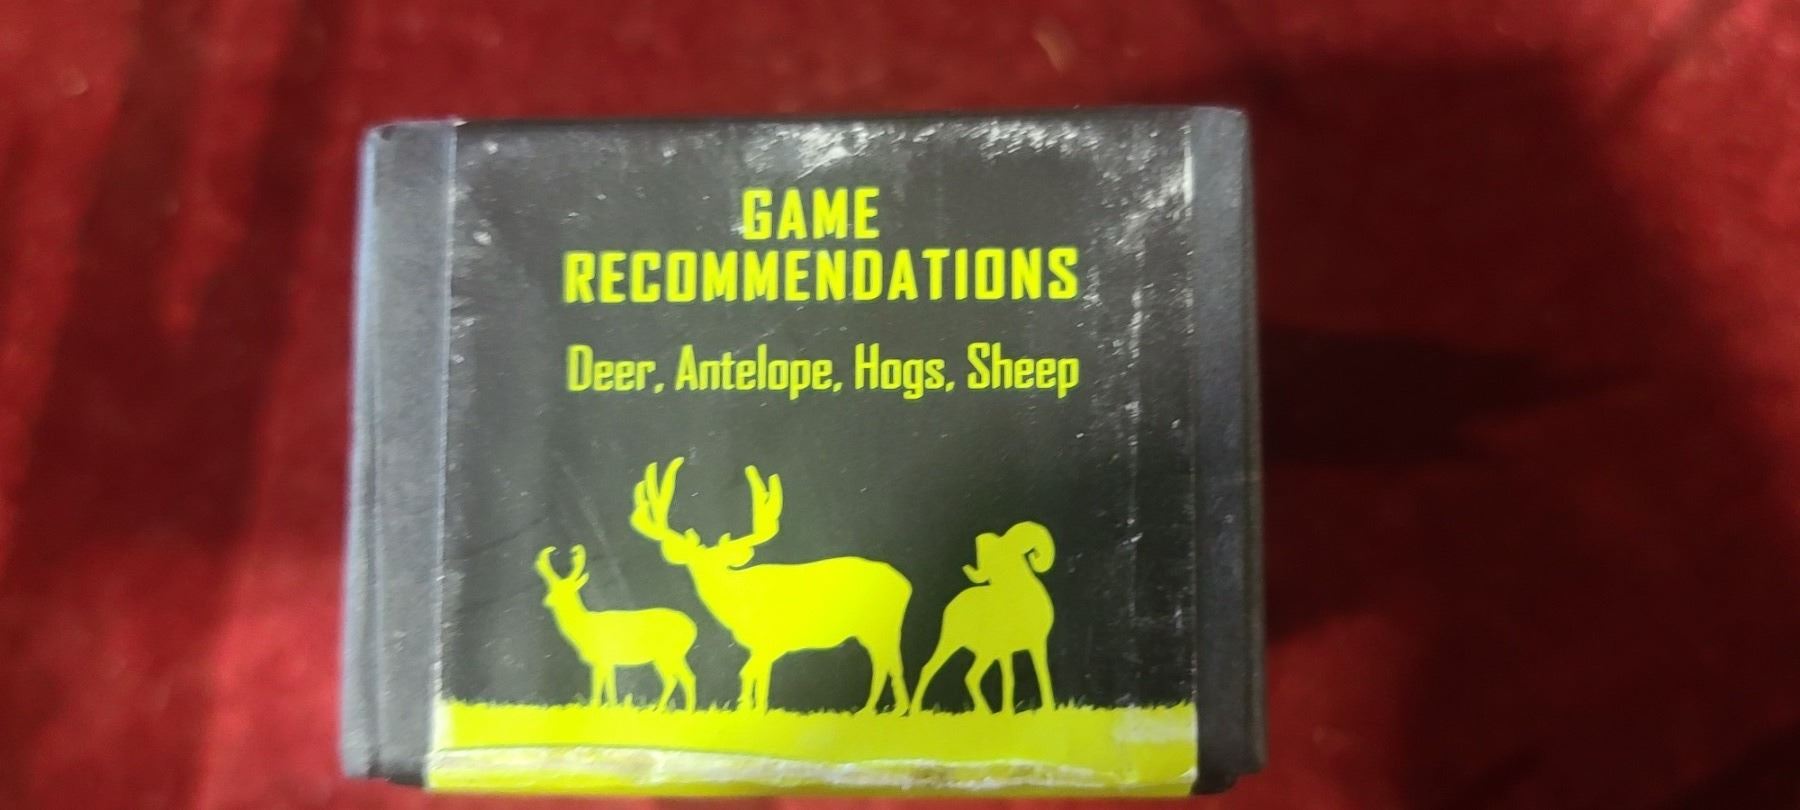 GAME
RECOMMENDATIONS
Deer, Antelope, Hogs, Sheep